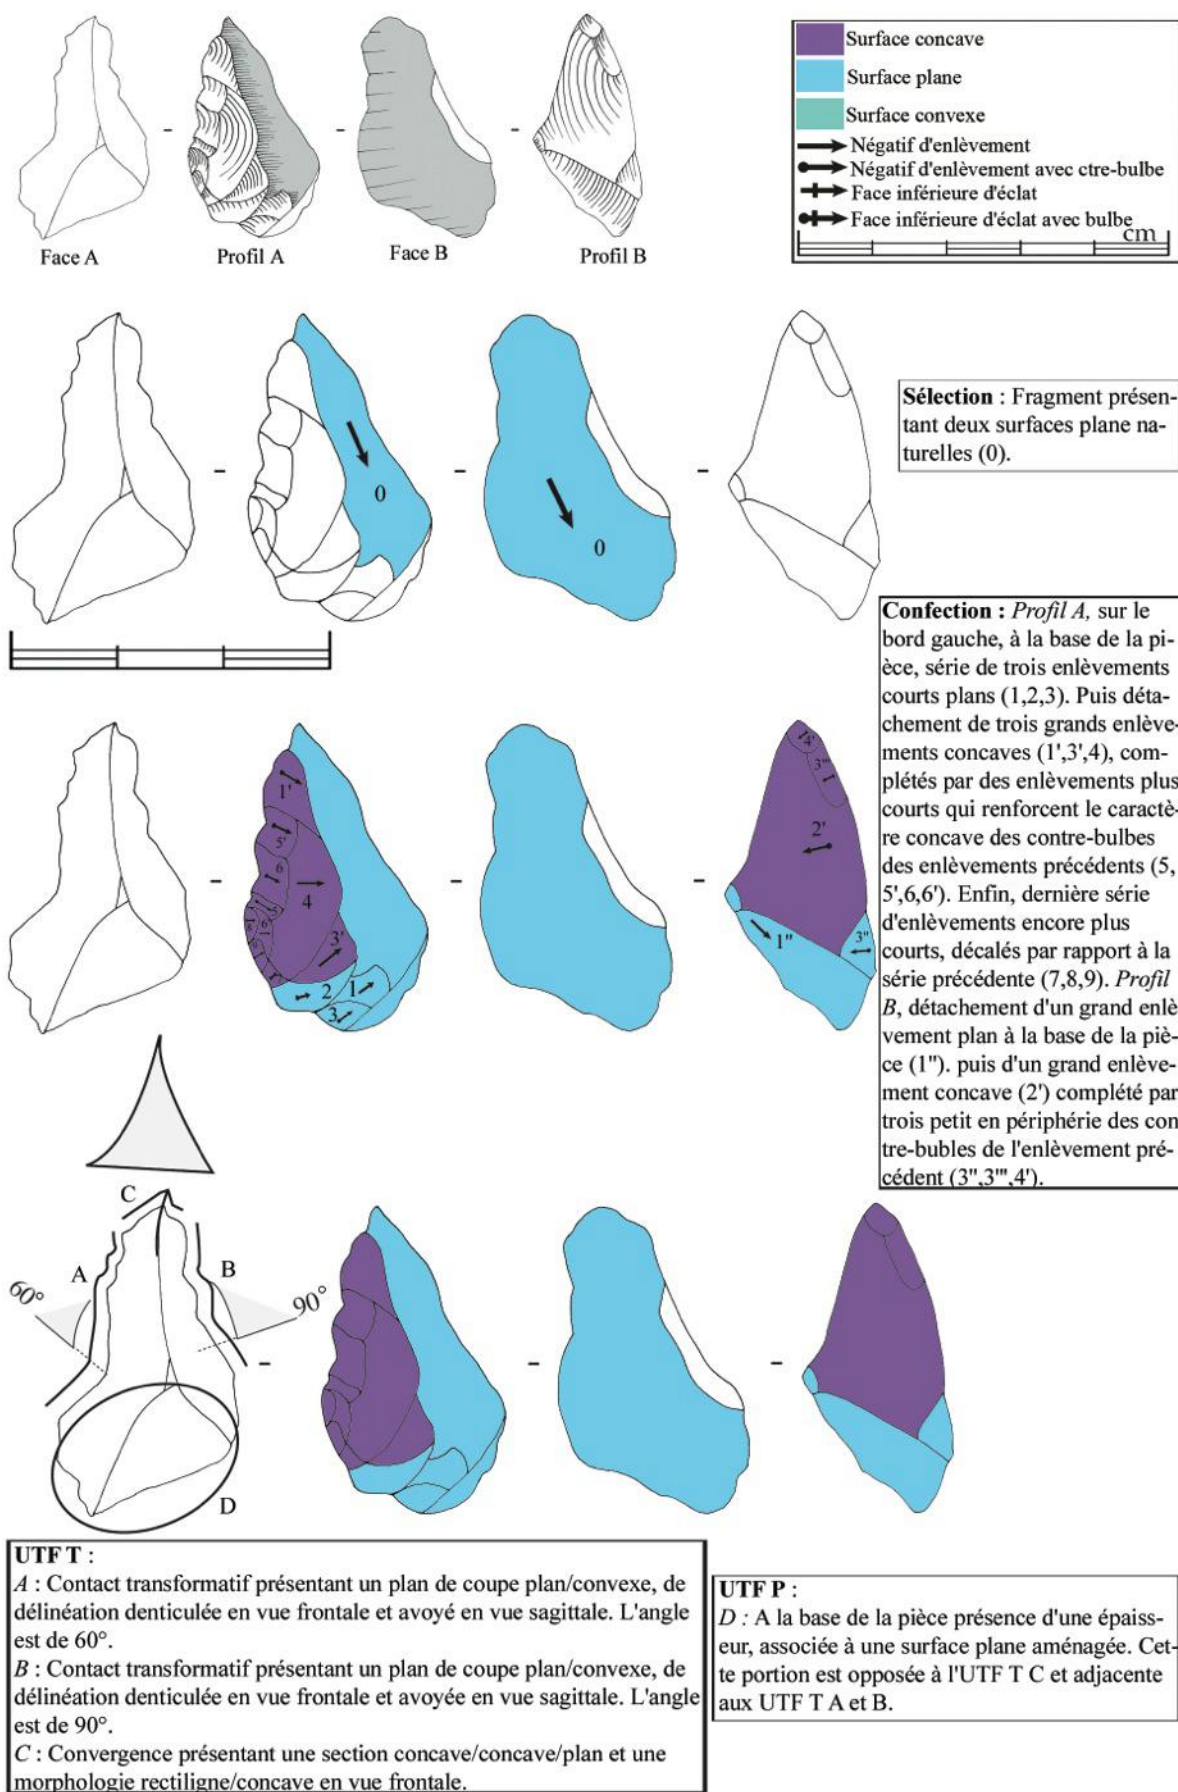 Surface concave
Surface plane
Surface convexe
Négatif d'enlèvement
Négatif d'enlèvement avec ctre-bulbe
Face inférieure d'éclat
Face inférieure d'éclat avec bulbe
cm
Face A
Profil A
Face B
Profil B
Sélection : Fragment présen-
tant deux surfaces plane na-
turelles (0).
0
0
Confection : Profil A, sur le
bord gauche, à la base de la pi-
èce, série de trois enlèvements
courts plans (1,2,3). Puis déta-
chement de trois grands enlève-
ments concaves (1',3',4), com-
plétés par des enlèvements plus
courts qui renforcent le caractè-
re concave des contre-bulbes
des enlèvements précédents (5,
5',6,6'). Enfin, dernière série
d'enlèvements encore plus
courts, décalés par rapport à la
série précédente (7,8,9). Profil
B, détachement d'un grand enlè
vement plan à la base de la piè-
ce (1"). puis d'un grand enlève-
ment concave (2') complété par
trois petit en périphérie des con
tre-bubles de l'enlèvement pré-
cédent (3",3''',4').
1'
5'
6
4
3'
2
1
3
4'
3'''
2'
1"
3"
C
A
B
60°
90°
D
UTF T :
A : Contact transformatif présentant un plan de coupe plan/convexe, de
délinéation denticulée en vue frontale et avoyé en vue sagittale. L'angle
est de 60°.
B : Contact transformatif présentant un plan de coupe plan/convexe, de
délinéation denticulée en vue frontale et avoyée en vue sagittale. L'angle
est de 90°.
C : Convergence présentant une section concave/concave/plan et une
morphologie rectiligne/concave en vue frontale.
UTF P :
D : A la base de la pièce présence d'une épaiss-
eur, associée à une surface plane aménagée. Cet-
te portion est opposée à l'UTF T C et adjacente
aux UTF T A et B.